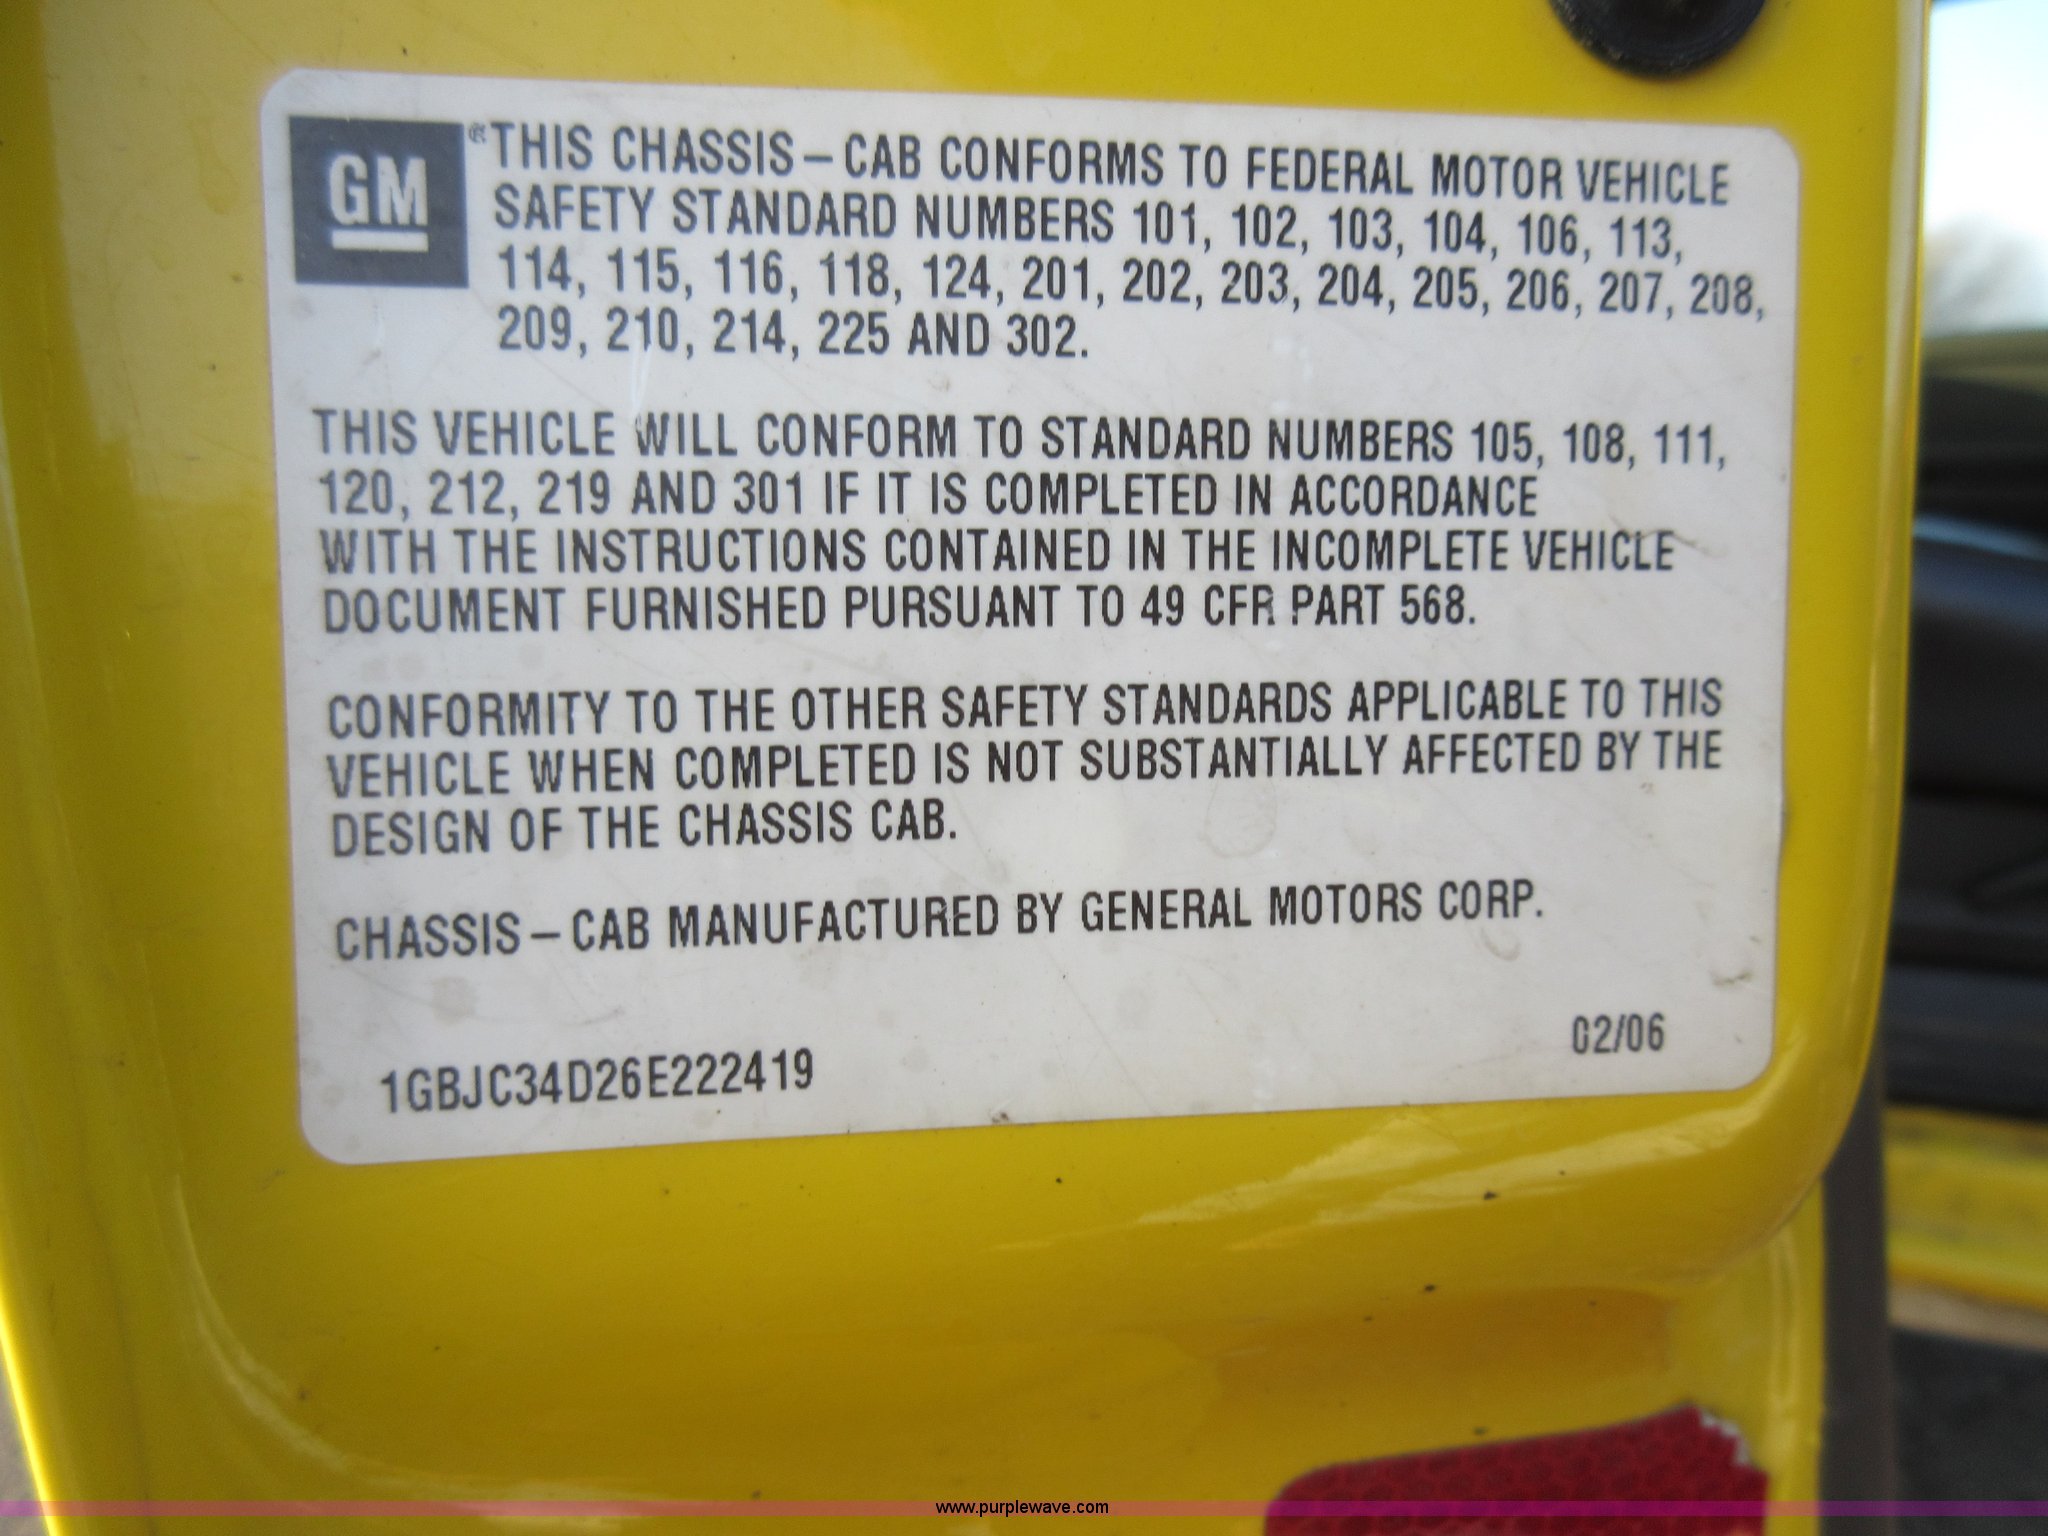 GM
® THIS CHASSIS – CAB CONFORMS TO FEDERAL MOTOR VEHICLE
SAFETY STANDARD NUMBERS 101, 102, 103, 104, 106, 113,
114, 115, 116, 118, 124, 201, 202, 203, 204, 205, 206, 207, 208,
209, 210, 214, 225 AND 302.
THIS VEHICLE WILL CONFORM TO STANDARD NUMBERS 105, 108, 111,
120, 212, 219 AND 301 IF IT IS COMPLETED IN ACCORDANCE
WITH THE INSTRUCTIONS CONTAINED IN THE INCOMPLETE VEHICLE
DOCUMENT FURNISHED PURSUANT TO 49 CFR PART 568.
CONFORMITY TO THE OTHER SAFETY STANDARDS APPLICABLE TO THIS
VEHICLE WHEN COMPLETED IS NOT SUBSTANTIALLY AFFECTED BY THE
DESIGN OF THE CHASSIS CAB.
CHASSIS – CAB MANUFACTURED BY GENERAL MOTORS CORP.
02/06
1GBJC34D26E222419
www.purplewave.com